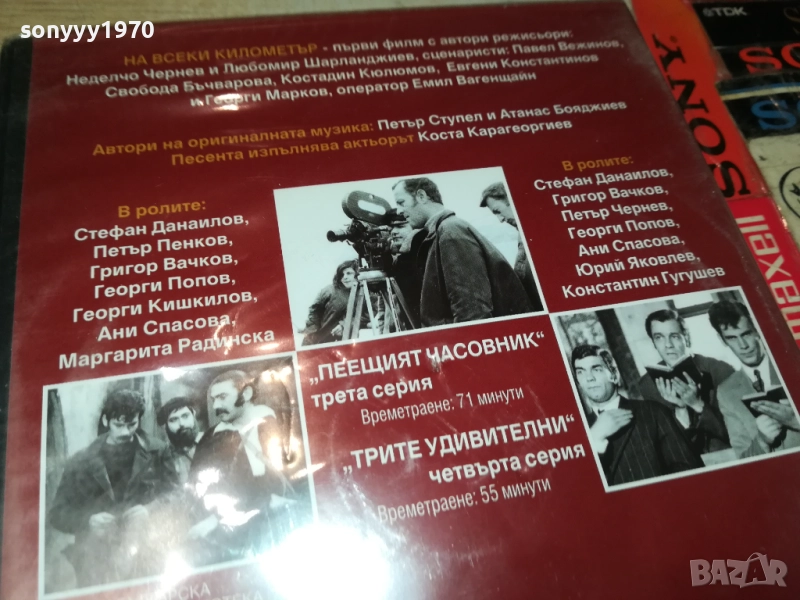 sonyyy1970
TDK
SONY
maxell
НА ВСЕКИ КИЛОМЕТЪР - първи филм с автори режисьори:
Неделчо Чернев и Любомир Шарланджиев, сценаристи: Павел Вежинов,
Свобода Бъчварова, Костадин Кюлюмов, Евгени Константинов
и Георги Марков, оператор Емил Вагенщайн
Автори на оригиналната музика: Петър Ступел и Атанас Бояджиев
Песента изпълнява актьорът Коста Карагеоргиев
В ролите:
Стефан Данаилов,
Петър Пенков,
Григор Вачков,
Георги Попов,
Георги Кишкилов,
Ани Спасова,
Маргарита Радинска
В ролите:
Стефан Данаилов,
Григор Вачков,
Петър Чернев,
Георги Попов,
Ани Спасова,
Юрий Яковлев,
Константин Гугушев
„ПЕЕЩИЯТ ЧАСОВНИК“
трета серия
Времетраене: 71 минути
„ТРИТЕ УДИВИТЕЛНИ“
четвърта серия
Времетраене: 55 минути
BAZAR